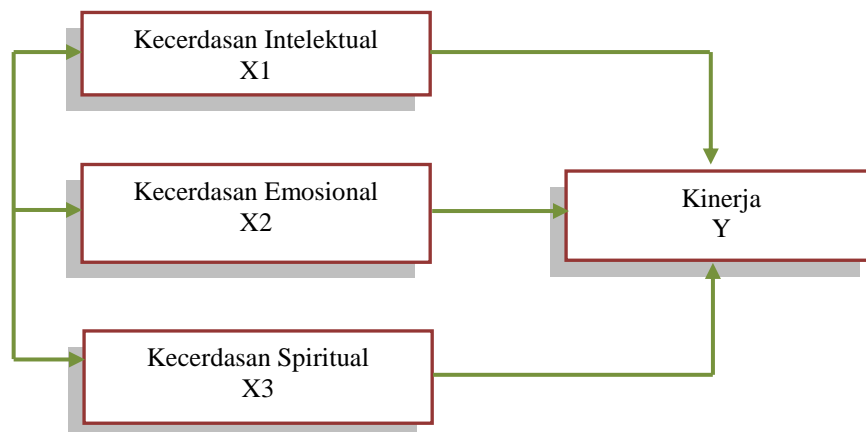 Kecerdasan Intelektual
X1
Kecerdasan Emosional
X2
Kinerja
Y
Kecerdasan Spiritual
X3